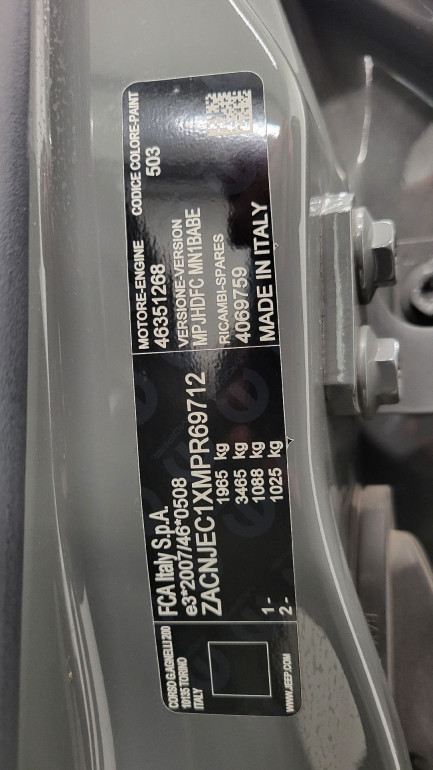 CORSO G.AGNELLI 200
10135 TORINO
ITALY
WWW.JEEP.COM
FCA Italy S.p.A.
e3*2007/46*0508
ZACNJEC1XMPR69712
1965 kg
3465 kg
1- 1088 kg
2- 1025 kg
MOTORE-ENGINE CODICE COLORE-PAINT
46351268 503
VERSIONE-VERSION
MPJHDFC MN1BABE
RICAMBI-SPARES
4069759
MADE IN ITALY